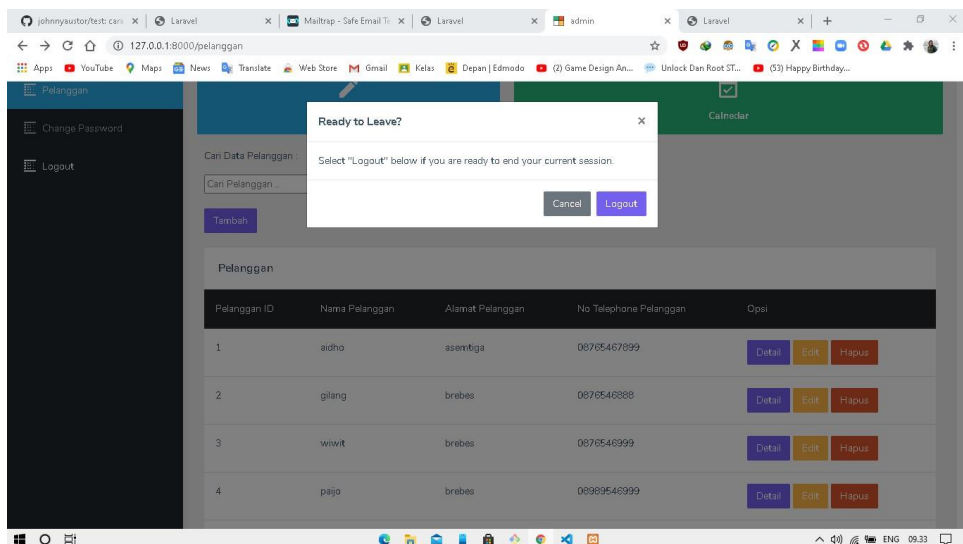 johnnyaustor/test: cara
Laravel
Mailtrap - Safe Email Te
Laravel
admin
Laravel
127.0.0.1:8000/pelanggan
Apps
YouTube
Maps
News
Translate
Web Store
Gmail
Kelas
Depan | Edmodo
(2) Game Design An...
Unlock Dan Root ST...
(53) Happy Birthday...
Pelanggan
Change Password
Logout
Calnedar
Ready to Leave?
×
Select "Logout" below if you are ready to end your current session.
Cancel
Logout
Cari Data Pelanggan :
Cari Pelanggan ..
Tambah
Pelanggan
Pelanggan ID Nama Pelanggan Alamat Pelanggan No Telephone Pelanggan Opsi
1 aidho asemtiga 08765467899 Detail Edit Hapus
2 gilang brebes 0876546888 Detail Edit Hapus
3 wiwit brebes 0876546999 Detail Edit Hapus
4 paijo brebes 08989546999 Detail Edit Hapus
ENG 09.33